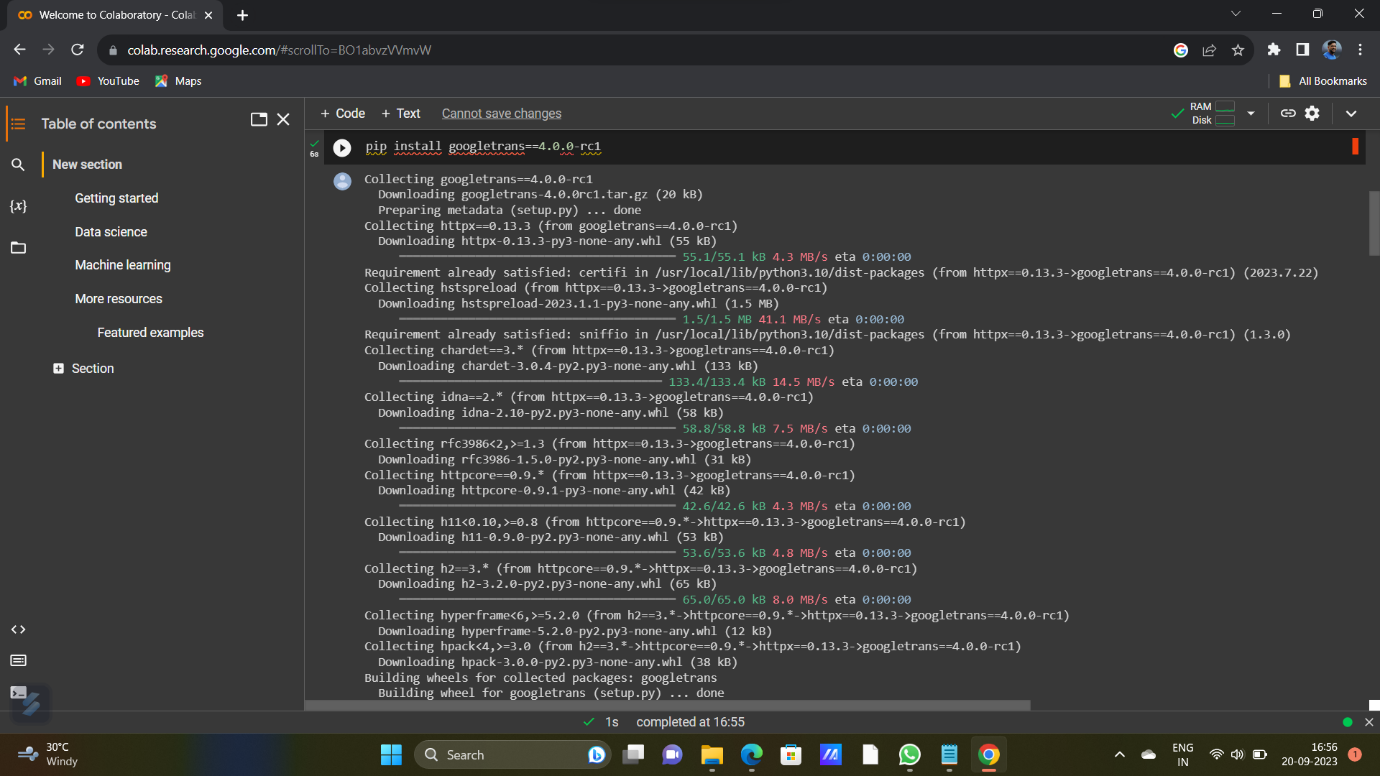 Welcome to Colaboratory - Colab
colab.research.google.com/#scrollTo=BO1abvzVVmvW
Gmail YouTube Maps All Bookmarks
Table of contents
New section
Getting started
Data science
Machine learning
More resources
Featured examples
Section
{x}
+ Code + Text Cannot save changes
RAM
Disk
6s
pip install googletrans==4.0.0-rc1
Collecting googletrans==4.0.0-rc1
Downloading googletrans-4.0.0rc1.tar.gz (20 kB)
Preparing metadata (setup.py) ... done
Collecting httpx==0.13.3 (from googletrans==4.0.0-rc1)
Downloading httpx-0.13.3-py3-none-any.whl (55 kB)
55.1/55.1 kB 4.3 MB/s eta 0:00:00
Requirement already satisfied: certifi in /usr/local/lib/python3.10/dist-packages (from httpx==0.13.3->googletrans==4.0.0-rc1) (2023.7.22)
Collecting hstspreload (from httpx==0.13.3->googletrans==4.0.0-rc1)
Downloading hstspreload-2023.1.1-py3-none-any.whl (1.5 MB)
1.5/1.5 MB 41.1 MB/s eta 0:00:00
Requirement already satisfied: sniffio in /usr/local/lib/python3.10/dist-packages (from httpx==0.13.3->googletrans==4.0.0-rc1) (1.3.0)
Collecting chardet==3.* (from httpx==0.13.3->googletrans==4.0.0-rc1)
Downloading chardet-3.0.4-py2.py3-none-any.whl (133 kB)
133.4/133.4 kB 14.5 MB/s eta 0:00:00
Collecting idna==2.* (from httpx==0.13.3->googletrans==4.0.0-rc1)
Downloading idna-2.10-py2.py3-none-any.whl (58 kB)
58.8/58.8 kB 7.5 MB/s eta 0:00:00
Collecting rfc3986<2,>=1.3 (from httpx==0.13.3->googletrans==4.0.0-rc1)
Downloading rfc3986-1.5.0-py2.py3-none-any.whl (31 kB)
Collecting httpcore==0.9.* (from httpx==0.13.3->googletrans==4.0.0-rc1)
Downloading httpcore-0.9.1-py3-none-any.whl (42 kB)
42.6/42.6 kB 4.3 MB/s eta 0:00:00
Collecting h11<0.10,>=0.8 (from httpcore==0.9.*->httpx==0.13.3->googletrans==4.0.0-rc1)
Downloading h11-0.9.0-py2.py3-none-any.whl (53 kB)
53.6/53.6 kB 4.8 MB/s eta 0:00:00
Collecting h2==3.* (from httpcore==0.9.*->httpx==0.13.3->googletrans==4.0.0-rc1)
Downloading h2-3.2.0-py2.py3-none-any.whl (65 kB)
65.0/65.0 kB 8.0 MB/s eta 0:00:00
Collecting hyperframe<6,>=5.2.0 (from h2==3.*->httpcore==0.9.*->httpx==0.13.3->googletrans==4.0.0-rc1)
Downloading hyperframe-5.2.0-py2.py3-none-any.whl (12 kB)
Collecting hpack<4,>=3.0 (from h2==3.*->httpcore==0.9.*->httpx==0.13.3->googletrans==4.0.0-rc1)
Downloading hpack-3.0.0-py2.py3-none-any.whl (38 kB)
Building wheels for collected packages: googletrans
Building wheel for googletrans (setup.py) ... done
1s completed at 16:55
30°C
Windy
Search
ENG
IN
16:56
20-09-2023
1